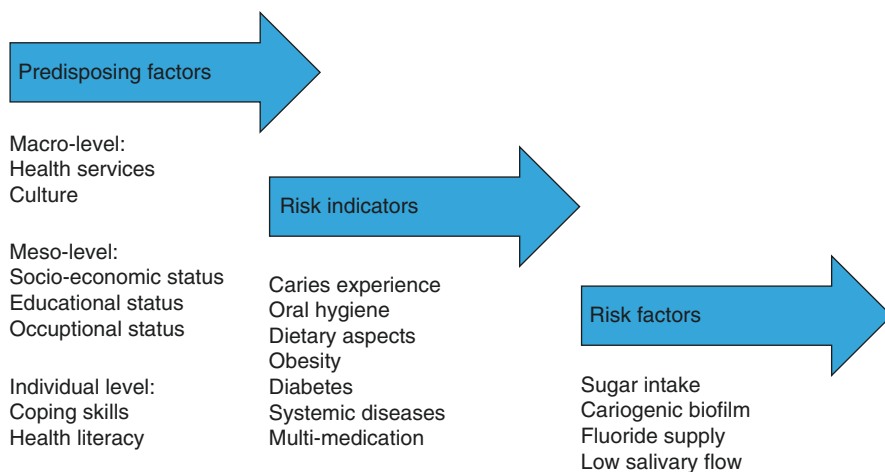 Predisposing factors
Macro-level:
Health services
Culture
Meso-level:
Socio-economic status
Educational status
Occuptional status
Individual level:
Coping skills
Health literacy
Risk indicators
Caries experience
Oral hygiene
Dietary aspects
Obesity
Diabetes
Systemic diseases
Multi-medication
Risk factors
Sugar intake
Cariogenic biofilm
Fluoride supply
Low salivary flow